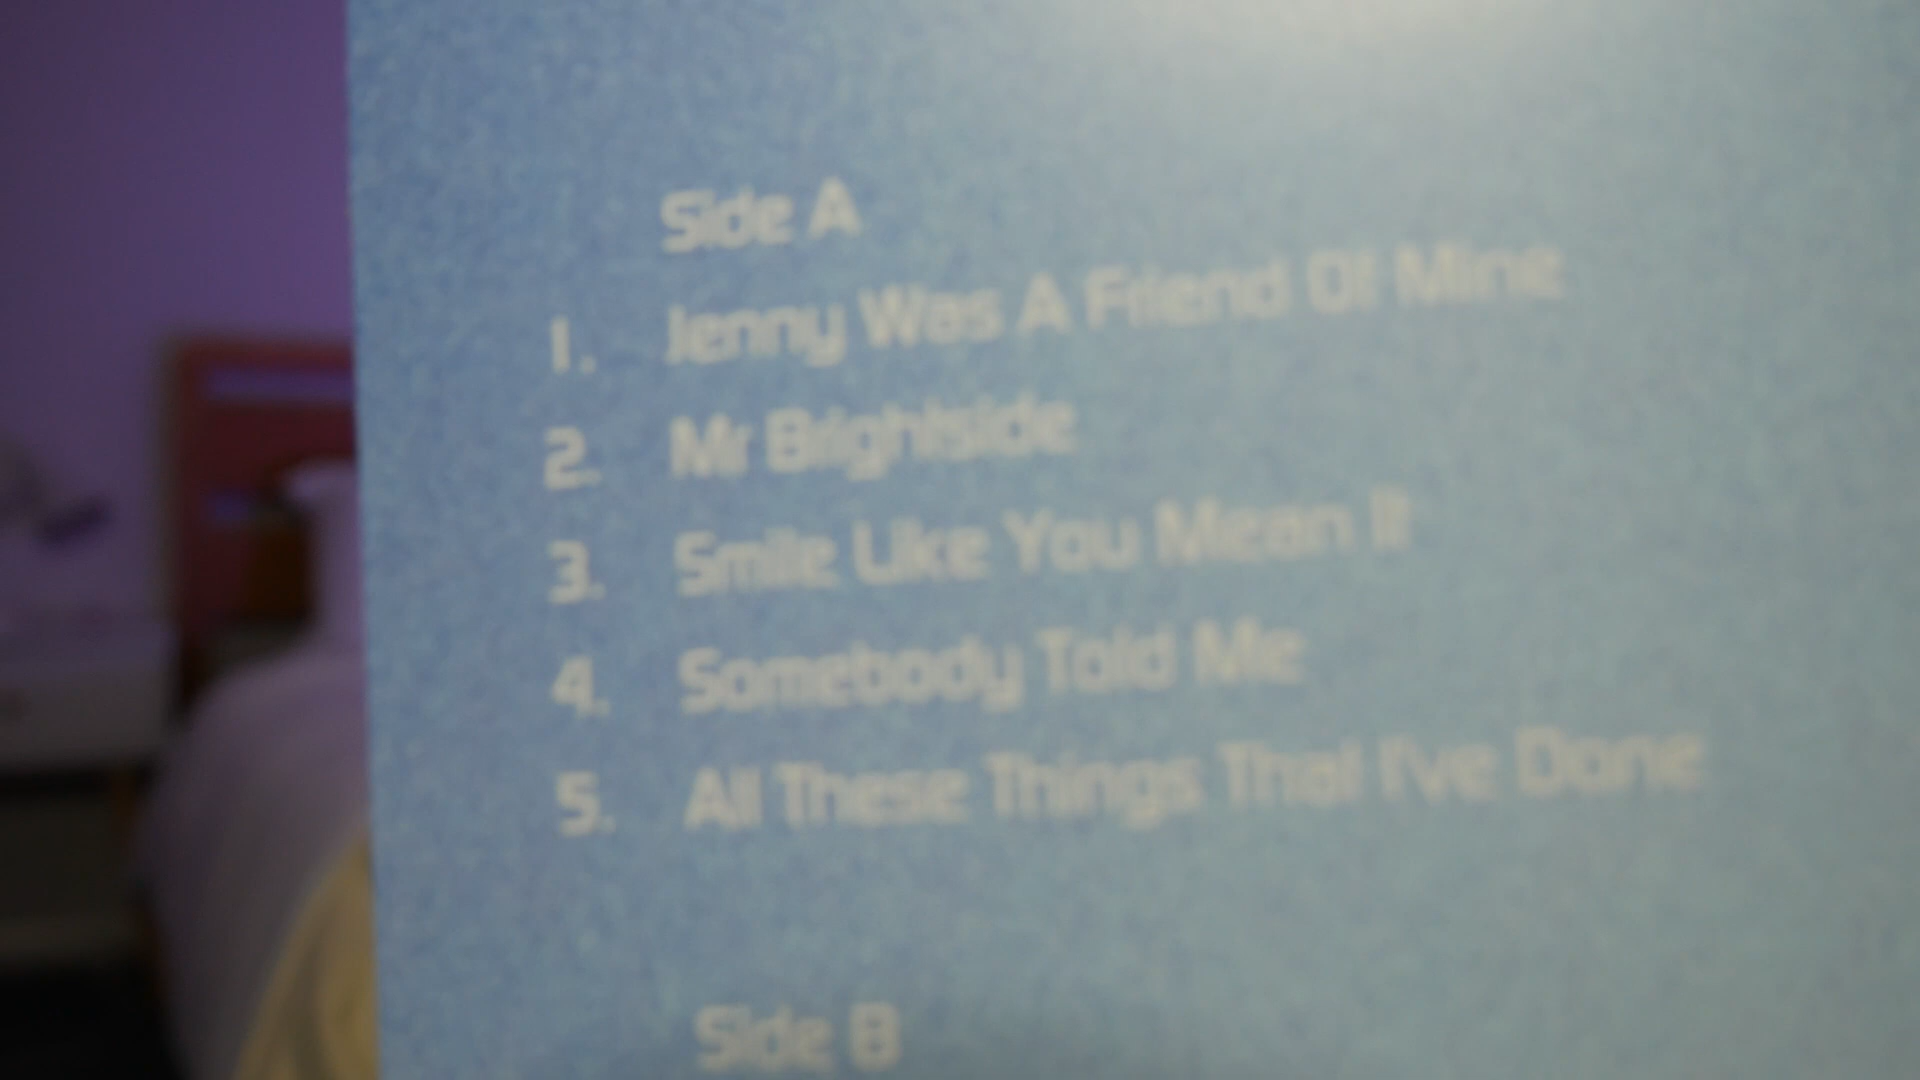 Side A
1. Jenny Was A Friend Of Mine
2. Mr Brightside
3. Smile Like You Mean It
4. Somebody Told Me
5. All These Things That I've Done
Side B